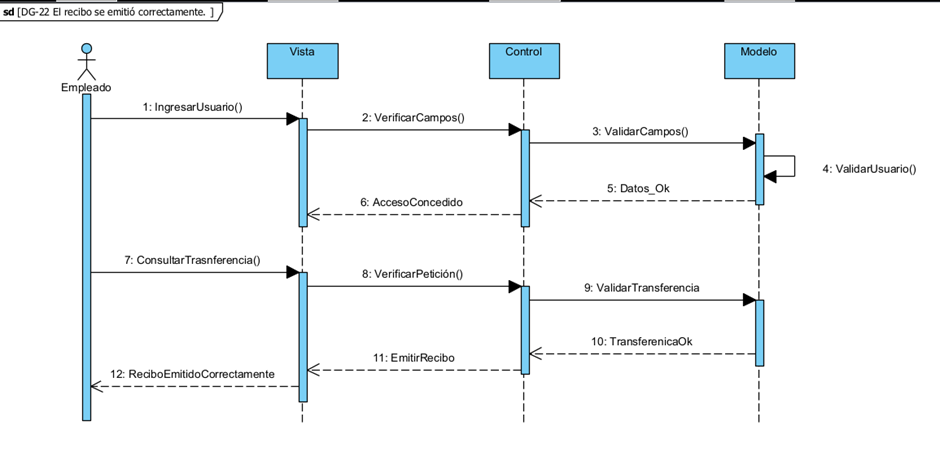 sd [DG-22 El recibo se emitió correctamente. ]
Empleado
Vista
Control
Modelo
1: IngresarUsuario()
2: VerificarCampos()
3: ValidarCampos()
4: ValidarUsuario()
5: Datos_Ok
6: AccesoConcedido
7: ConsultarTrasnferencia()
8: VerificarPetición()
9: ValidarTransferencia
10: TransferenicaOk
11: EmitirRecibo
12: ReciboEmitidoCorrectamente